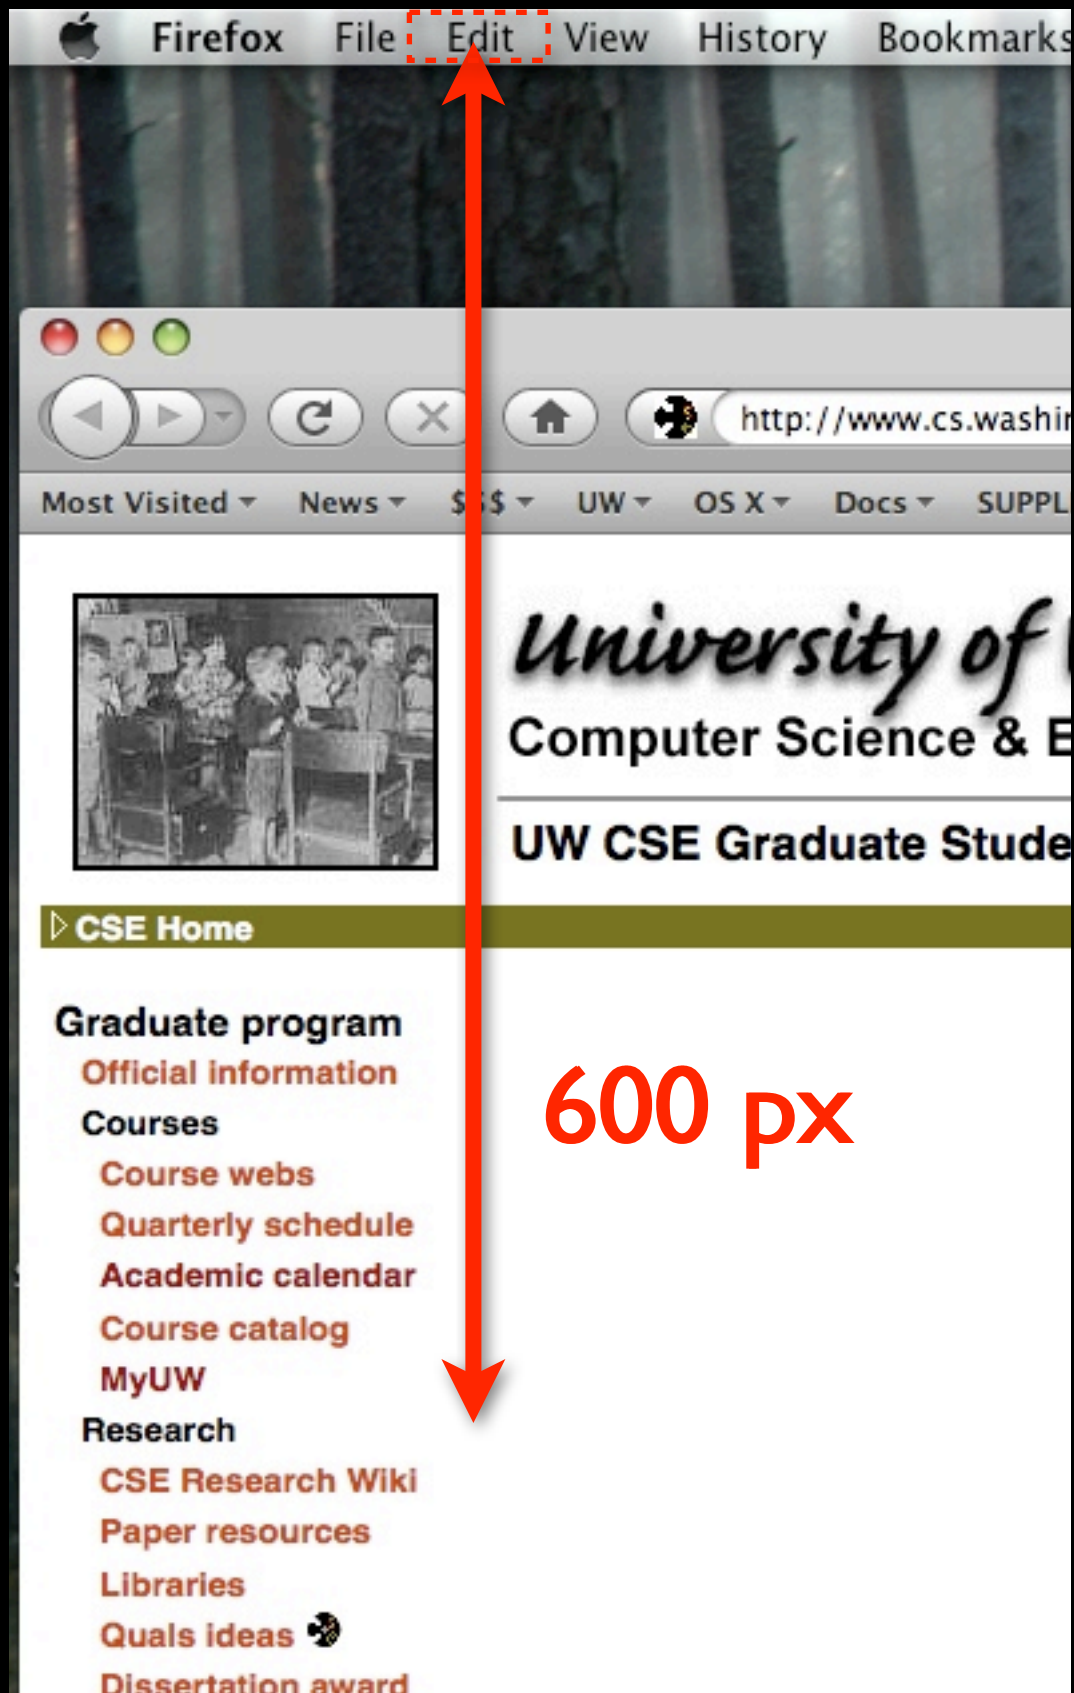 Firefox File Edit View History Bookmarks
http://www.cs.washin
Most Visited News $$$ UW OS X Docs SUPPL
University of
Computer Science & E
UW CSE Graduate Stude
CSE Home
Graduate program
Official information
Courses
600 px
Course webs
Quarterly schedule
Academic calendar
Course catalog
MyUW
Research
CSE Research Wiki
Paper resources
Libraries
Quals ideas
Dissertation award